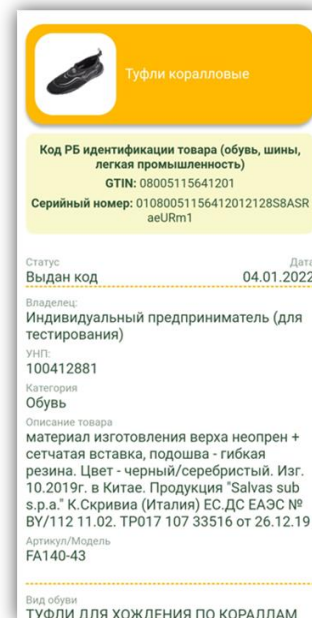 Туфли коралловые
Код РБ идентификации товара (обувь, шины,
легкая промышленность)
GTIN: 08005115641201
Серийный номер: 01080051156412012128S8ASR
aeURm1
Статус
Дата
Выдан код
04.01.2022
Владелец:
Индивидуальный предприниматель (для
тестирования)
УНП:
100412881
Категория
Обувь
Описание товара
материал изготовления верха неопрен +
сетчатая вставка, подошва - гибкая
резина. Цвет - черный/серебристый. Изг.
10.2019г. в Китае. Продукция "Salvas sub
s.p.a." К.Скривиа (Италия) ЕС.ДС ЕАЭС №
BY/112 11.02. ТР017 107 33516 от 26.12.19
Артикул/Модель
FA140-43
Вид обуви
ТУФЛИ ДЛЯ ХОЖДЕНИЯ ПО КОРАЛЛАМ